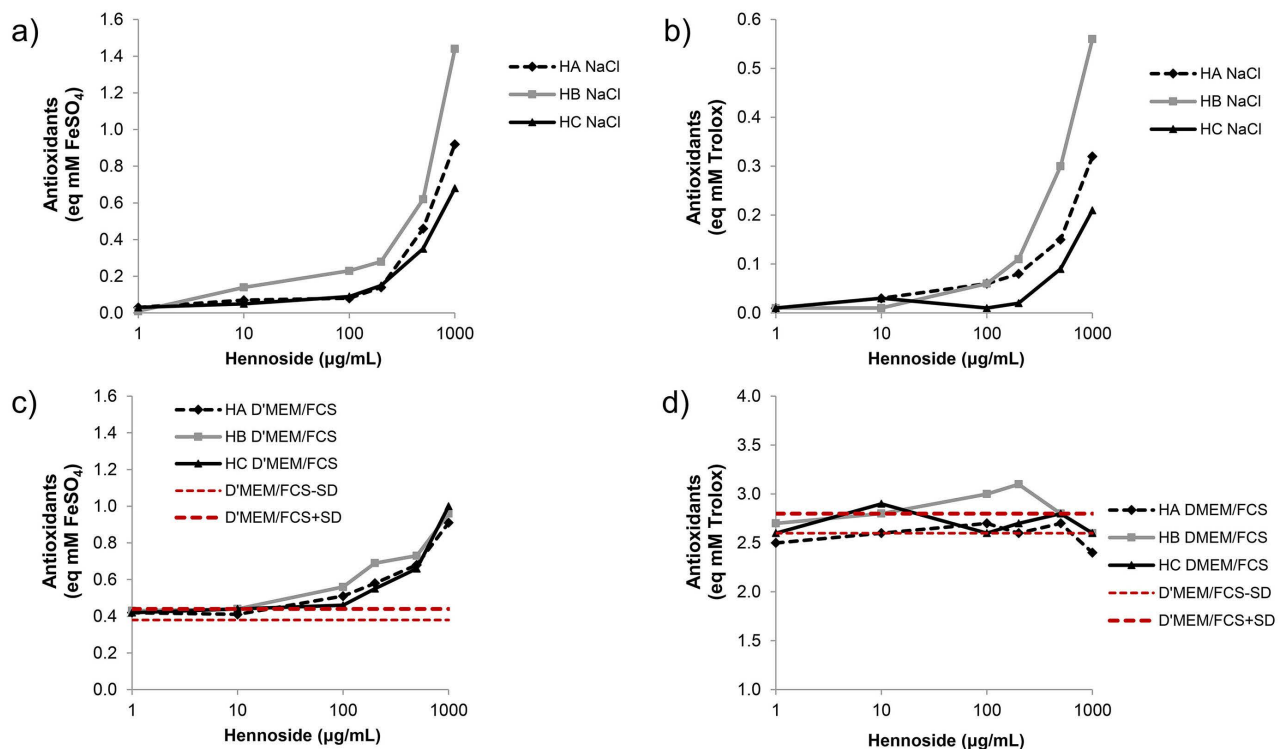 a)
1.6
1.4
1.2
1.0
0.8
0.6
0.4
0.2
0.0
Antioxidants
(eq mM FeSO₄)
1 10 100 1000
Hennoside (µg/mL)
HA NaCl
HB NaCl
HC NaCl
b)
0.6
0.5
0.4
0.3
0.2
0.1
0.0
Antioxidants
(eq mM Trolox)
1 10 100 1000
Hennoside (µg/mL)
HA NaCl
HB NaCl
HC NaCl
c)
1.6
1.4
1.2
1.0
0.8
0.6
0.4
0.2
0.0
Antioxidants
(eq mM FeSO₄)
1 10 100 1000
Hennoside (µg/mL)
HA D'MEM/FCS
HB D'MEM/FCS
HC D'MEM/FCS
D'MEM/FCS-SD
D'MEM/FCS+SD
d)
4.0
3.5
3.0
2.5
2.0
1.5
1.0
Antioxidants
(eq mM Trolox)
1 10 100 1000
Hennoside (µg/mL)
HA DMEM/FCS
HB DMEM/FCS
HC DMEM/FCS
D'MEM/FCS-SD
D'MEM/FCS+SD